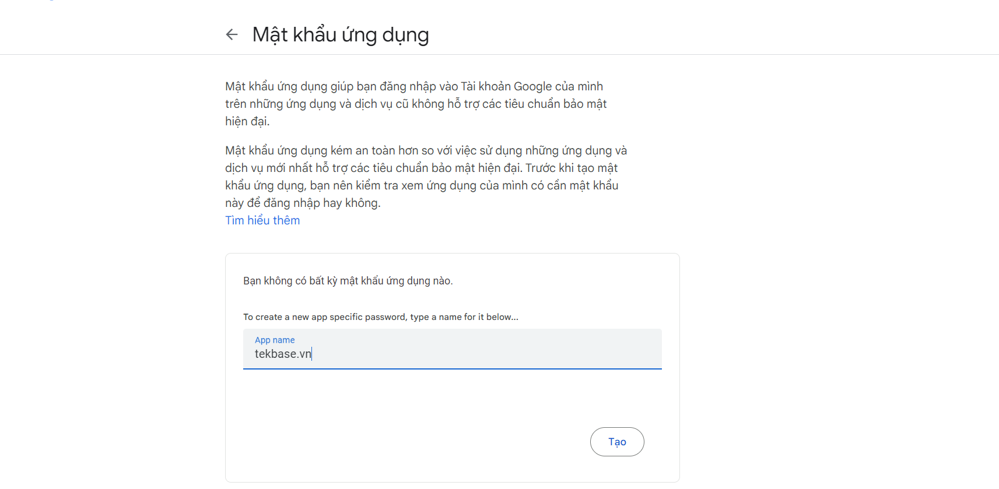 Mật khẩu ứng dụng
Mật khẩu ứng dụng giúp bạn đăng nhập vào Tài khoản Google của mình
trên những ứng dụng và dịch vụ cũ không hỗ trợ các tiêu chuẩn bảo mật
hiện đại.
Mật khẩu ứng dụng kém an toàn hơn so với việc sử dụng những ứng dụng và
dịch vụ mới nhất hỗ trợ các tiêu chuẩn bảo mật hiện đại. Trước khi tạo mật
khẩu ứng dụng, bạn nên kiểm tra xem ứng dụng của mình có cần mật khẩu
này để đăng nhập hay không.
Tìm hiểu thêm
Bạn không có bất kỳ mật khẩu ứng dụng nào.
To create a new app specific password, type a name for it below...
App name
tekbase.vn
Tạo